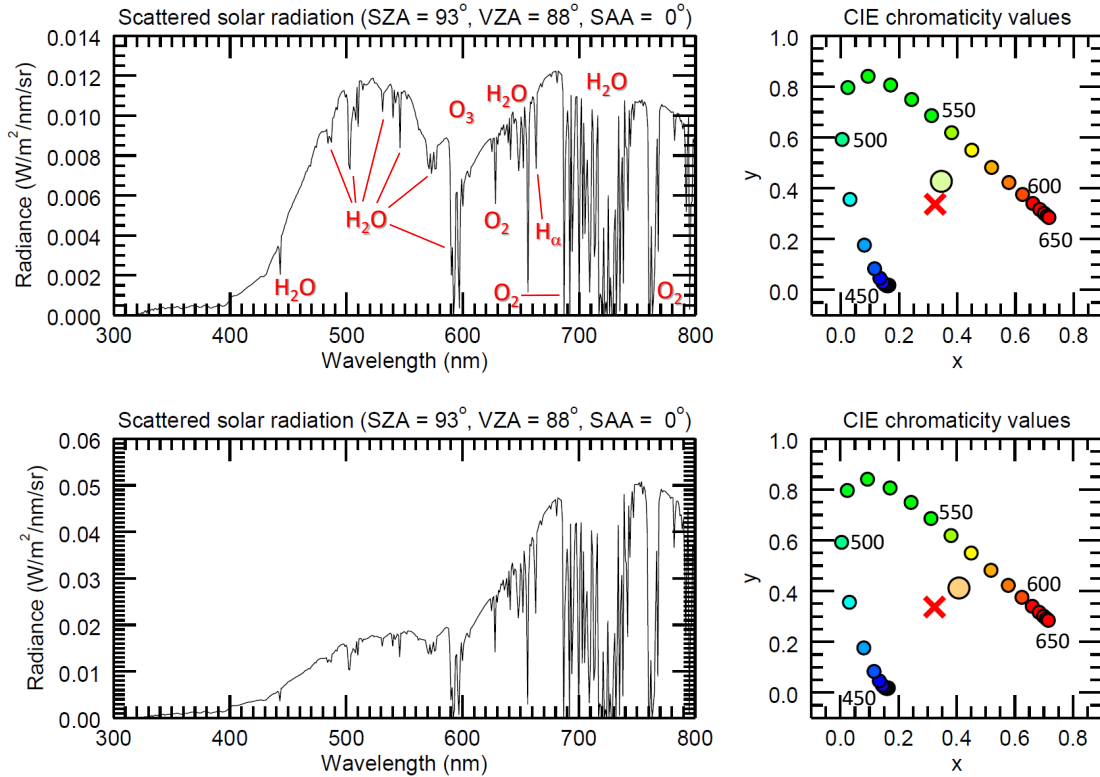 Scattered solar radiation (SZA = 93°, VZA = 88°, SAA = 0°)
CIE chromaticity values
0.014
0.012
0.010
0.008
0.006
0.004
0.002
0.000
Radiance (W/m²/nm/sr)
H₂O
H₂O
O₃
H₂O
O₂
Hα
H₂O
O₂
O₂
300 400 500 600 700 800
Wavelength (nm)
1.0
0.8
0.6
0.4
0.2
0.0
y
550
500
600
650
450
0.0 0.2 0.4 0.6 0.8
x
Scattered solar radiation (SZA = 93°, VZA = 88°, SAA = 0°)
CIE chromaticity values
0.06
0.05
0.04
0.03
0.02
0.01
0.00
Radiance (W/m²/nm/sr)
300 400 500 600 700 800
Wavelength (nm)
1.0
0.8
0.6
0.4
0.2
0.0
y
550
500
600
650
450
0.0 0.2 0.4 0.6 0.8
x